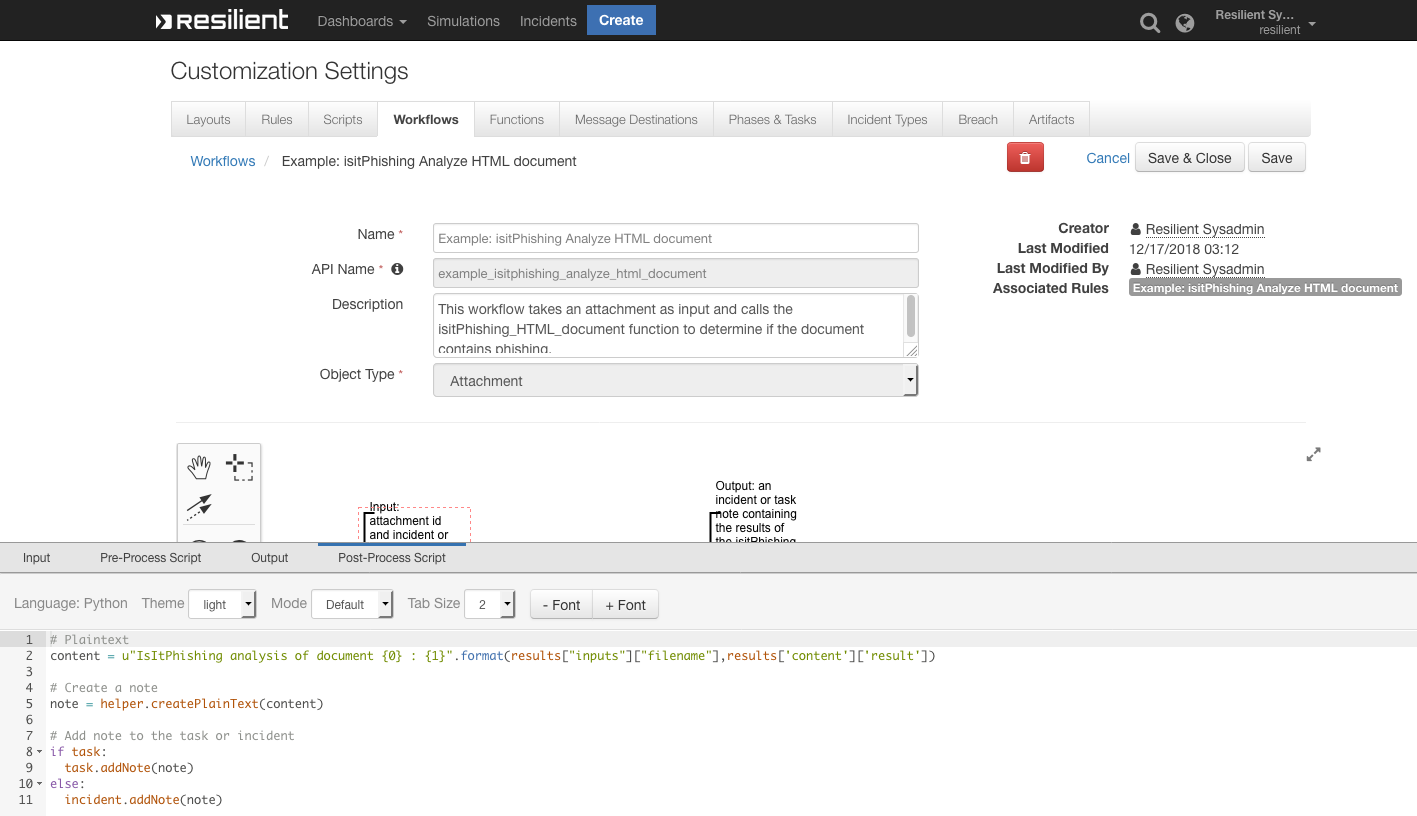 resilient Dashboards Simulations Incidents Create Resilient Sy...
resilient
Customization Settings
Layouts Rules Scripts Workflows Functions Message Destinations Phases & Tasks Incident Types Breach Artifacts
Workflows / Example: isitPhishing Analyze HTML document Cancel Save & Close Save
Name * Example: isitPhishing Analyze HTML document
API Name * example_isitphishing_analyze_html_document
Description This workflow takes an attachment as input and calls the
isitPhishing_HTML_document function to determine if the document
contains phishing.
Object Type * Attachment
Creator Resilient Sysadmin
Last Modified 12/17/2018 03:12
Last Modified By Resilient Sysadmin
Associated Rules Example: isitPhishing Analyze HTML document
Input:
attachment id
and incident or
Output: an
incident or task
note containing
the results of
the isitPhishing
Input Pre-Process Script Output Post-Process Script
Language: Python Theme light Mode Default Tab Size 2 - Font + Font
1 # Plaintext
2 content = u"IsItPhishing analysis of document {0} : {1}".format(results["inputs"]["filename"],results['content']['result'])
3
4 # Create a note
5 note = helper.createPlainText(content)
6
7 # Add note to the task or incident
8 if task:
9   task.addNote(note)
10 else:
11   incident.addNote(note)